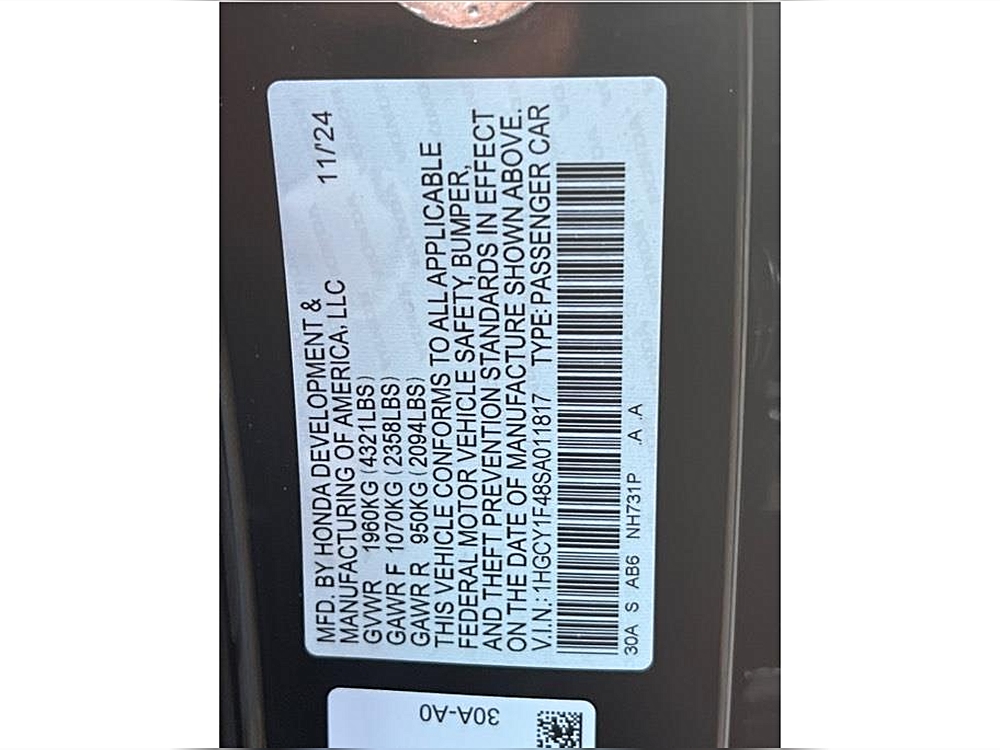 MFD. BY HONDA DEVELOPMENT &
MANUFACTURING OF AMERICA, LLC 11/'24
GVWR 1960KG (4321LBS)
GAWR F 1070KG (2358LBS)
GAWR R 950KG (2094LBS)
THIS VEHICLE CONFORMS TO ALL APPLICABLE
FEDERAL MOTOR VEHICLE SAFETY, BUMPER,
AND THEFT PREVENTION STANDARDS IN EFFECT
ON THE DATE OF MANUFACTURE SHOWN ABOVE.
V.I.N.: 1HGCY1F48SA011817 TYPE:PASSENGER CAR
30A S AB6 NH731P .A .A
30A-A0